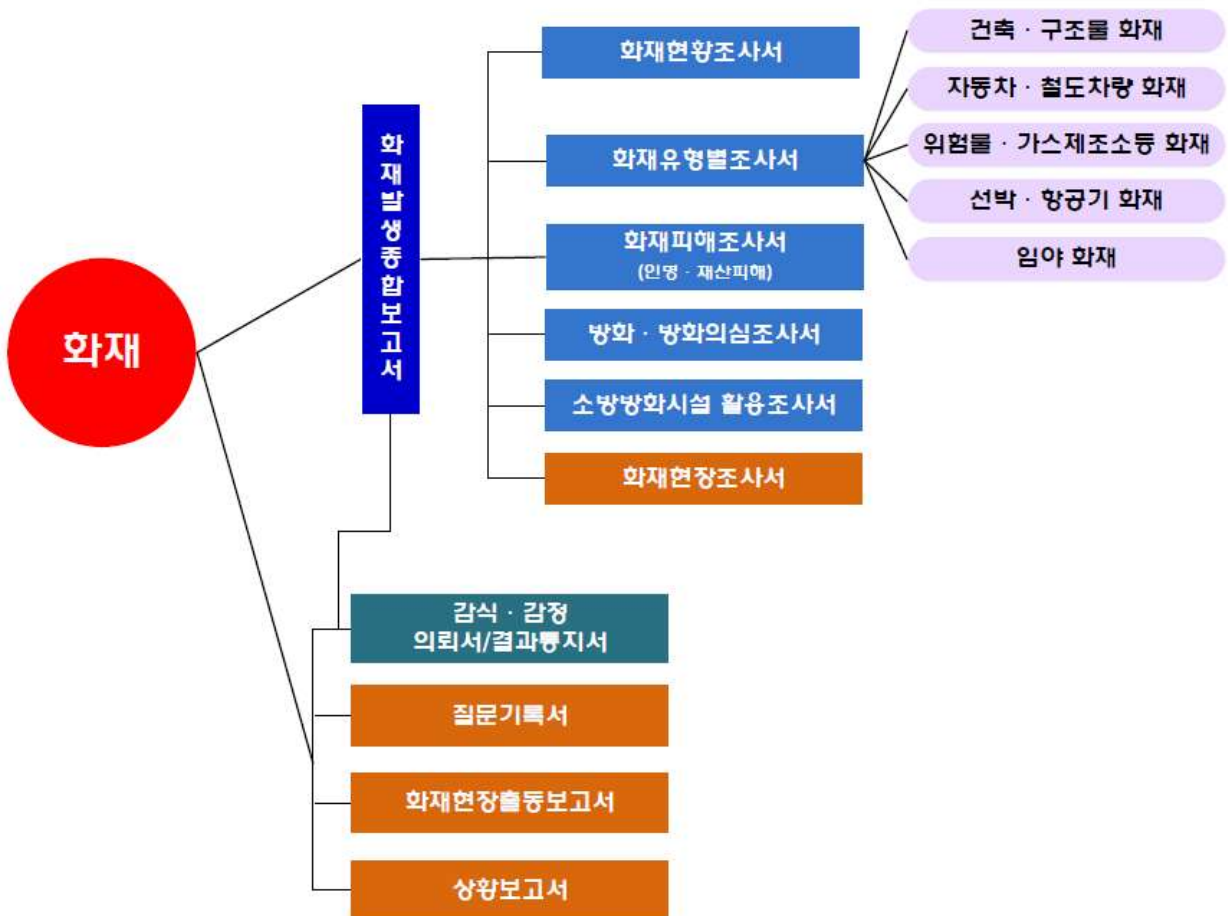 화재
화재발생종합보고서
화재현황조사서
화재유형별조사서
화재피해조사서
(인명 · 재산피해)
방화 · 방화의심조사서
소방방화시설 활용조사서
화재현장조사서
건축 · 구조물 화재
자동차 · 철도차량 화재
위험물 · 가스제조소등 화재
선박 · 항공기 화재
임야 화재
감식 · 감정
의뢰서/결과통지서
질문기록서
화재현장출동보고서
상황보고서